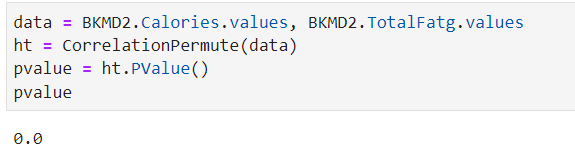 data = BKMD2.Calories.values, BKMD2.TotalFatg.values
ht = CorrelationPermute(data)
pvalue = ht.PValue()
pvalue
0.0